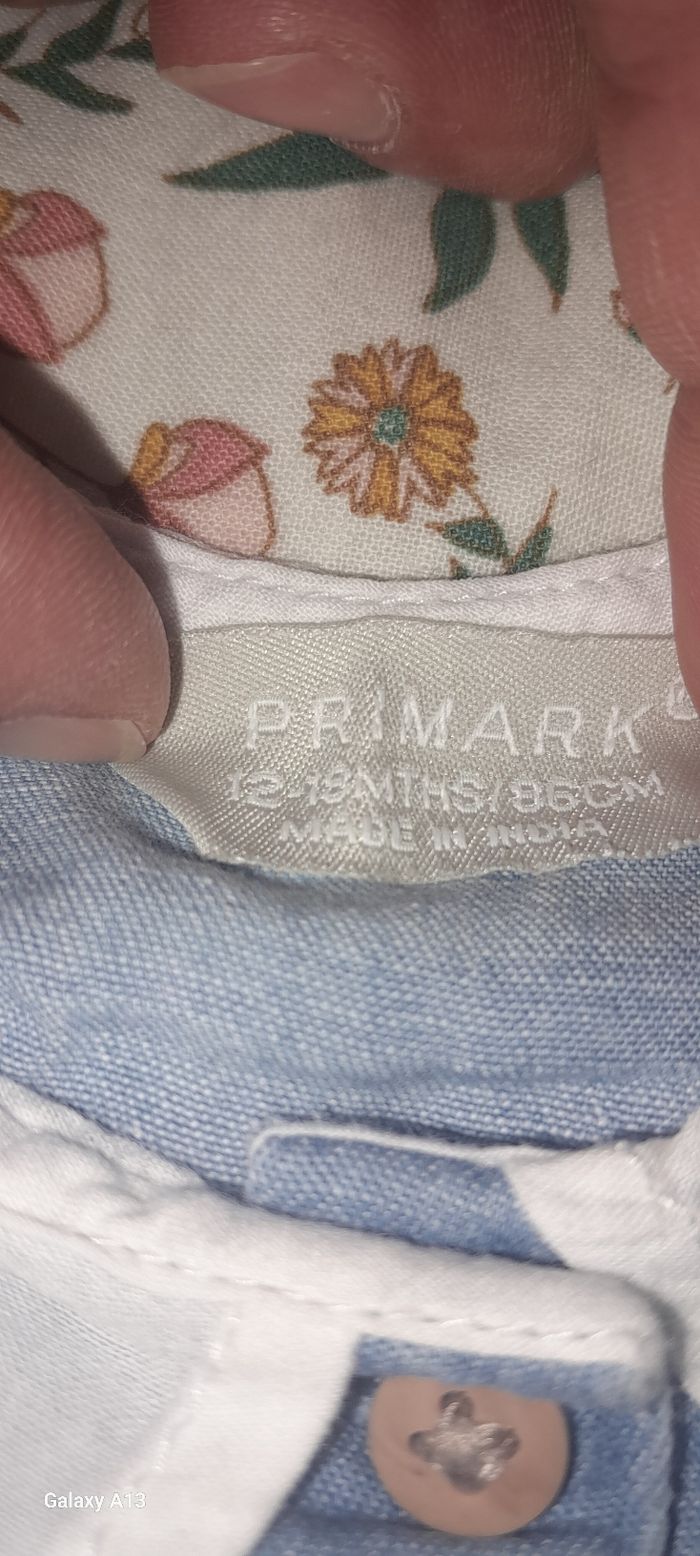 PRIMARK
12-18MTHS/86CM
MADE IN INDIA
Galaxy A13